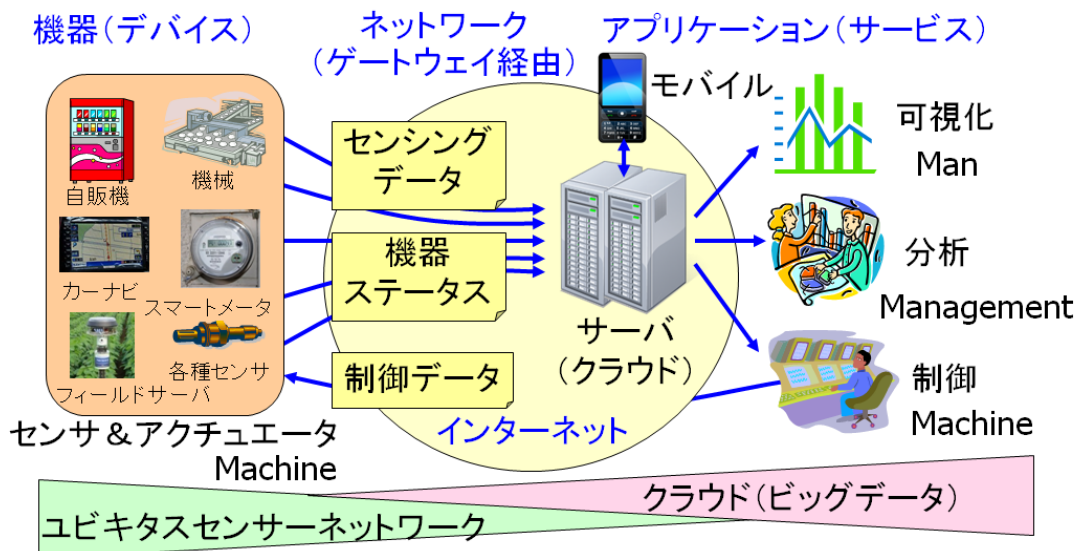 機器（デバイス）
ネットワーク
（ゲートウェイ経由）
アプリケーション（サービス）
モバイル
自販機
機械
カーナビ
スマートメータ
フィールドサーバ
各種センサ
センサ＆アクチュエータ
Machine
センシング
データ
機器
ステータス
制御データ
サーバ
（クラウド）
インターネット
可視化
Man
分析
Management
制御
Machine
クラウド（ビッグデータ）
ユビキタスセンサーネットワーク